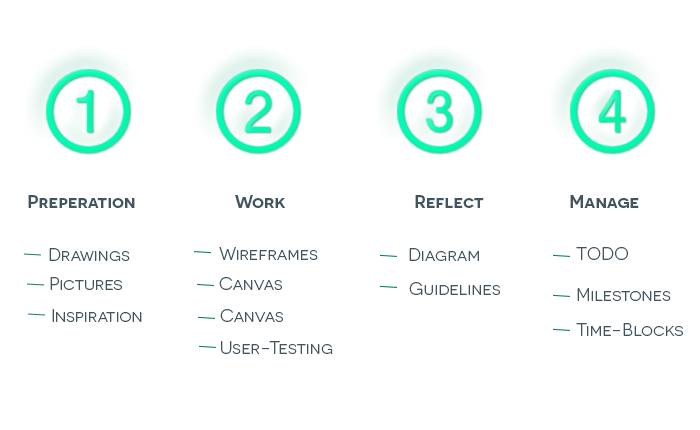 1
2
3
4
Preperation
Drawings
Pictures
Inspiration
Work
Wireframes
Canvas
Canvas
User-Testing
Reflect
Diagram
Guidelines
Manage
TODO
Milestones
Time-Blocks